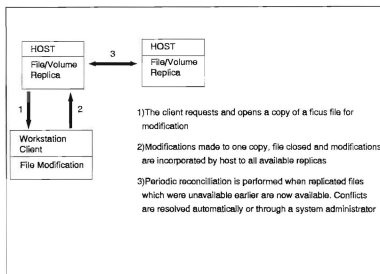 HOST
File/Volume
Replica
3
HOST
File/Volume
Replica
1
2
Workstation
Client
File Modification
1)The client requests and opens a copy of a ficus file for
modification
2)Modifications made to one copy, file closed and modifications
are incorporated by host to all available replicas
3)Periodic reconcilliation is performed when replicated files
which were unavailable earlier are now available. Conflicts
are resolved automatically or through a system administrator